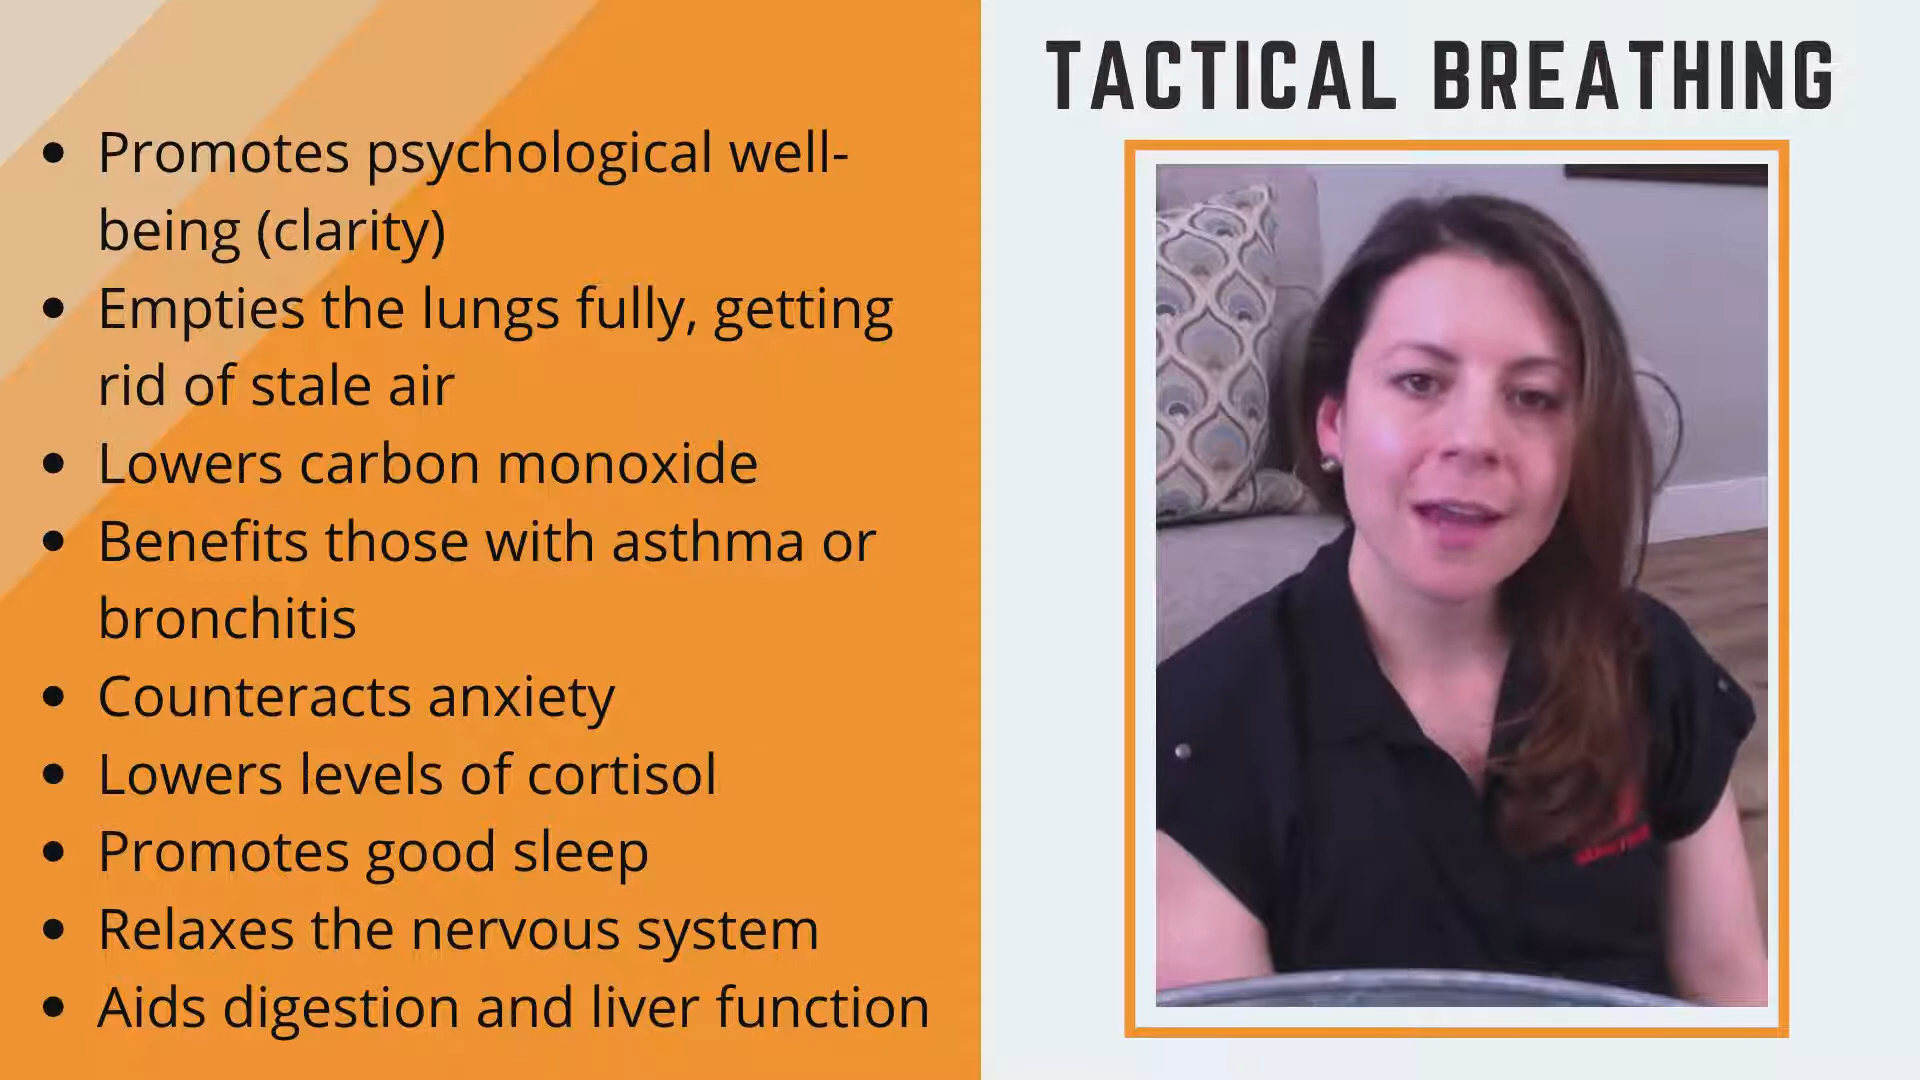 TACTICAL BREATHING
• Promotes psychological well-
being (clarity)
• Empties the lungs fully, getting
rid of stale air
• Lowers carbon monoxide
• Benefits those with asthma or
bronchitis
• Counteracts anxiety
• Lowers levels of cortisol
• Promotes good sleep
• Relaxes the nervous system
• Aids digestion and liver function